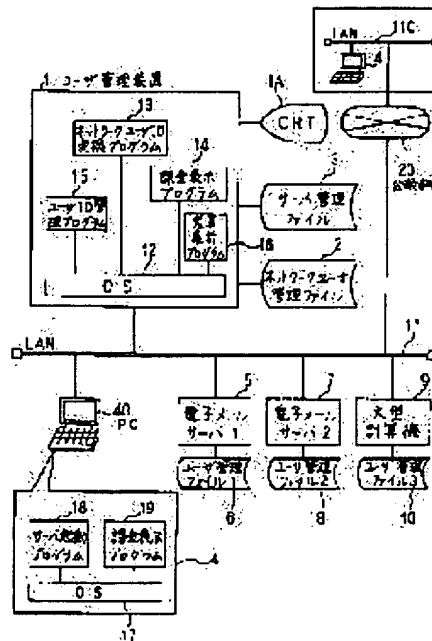 LAN
11C
4
1 ユーザ管理装置
1A
CRT
13
ネットワークユーザID
変換プログラム
14
課金表示
プログラム
20
公衆網
15
ユーザID管
理プログラム
3
サーバ管理
ファイル
16
プログラム
12
OS
2
ネットワークユーザ
管理ファイル
LAN
11
40
PC
5
電子メール
サーバ1
7
電子メール
サーバ2
9
大型
計算機
ユーザ管理
ファイル
6
ユーザ管理
ファイル2
8
ユーザ管理
ファイル3
10
18
サーバ起動
プログラム
19
課金表示
プログラム
4
OS
17